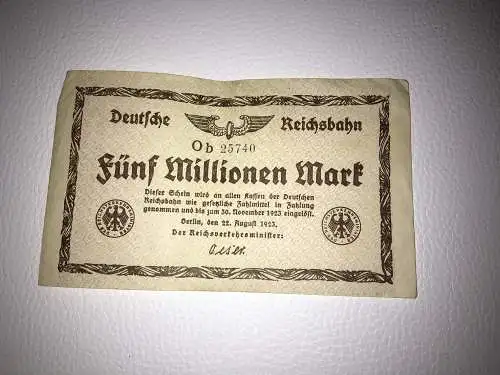 Deutsche Reichsbahn
Ob 25740
Fünf Millionen Mark
Dieser Schein wird an allen Kassen der Deutschen
Reichsbahn wie gesetzliche Zahlmittel in Zahlung
genommen und bis zum 30. November 1923 eingelöst.
Berlin, den 22. August 1923.
Der Reichsverkehrsminister:
Oeser